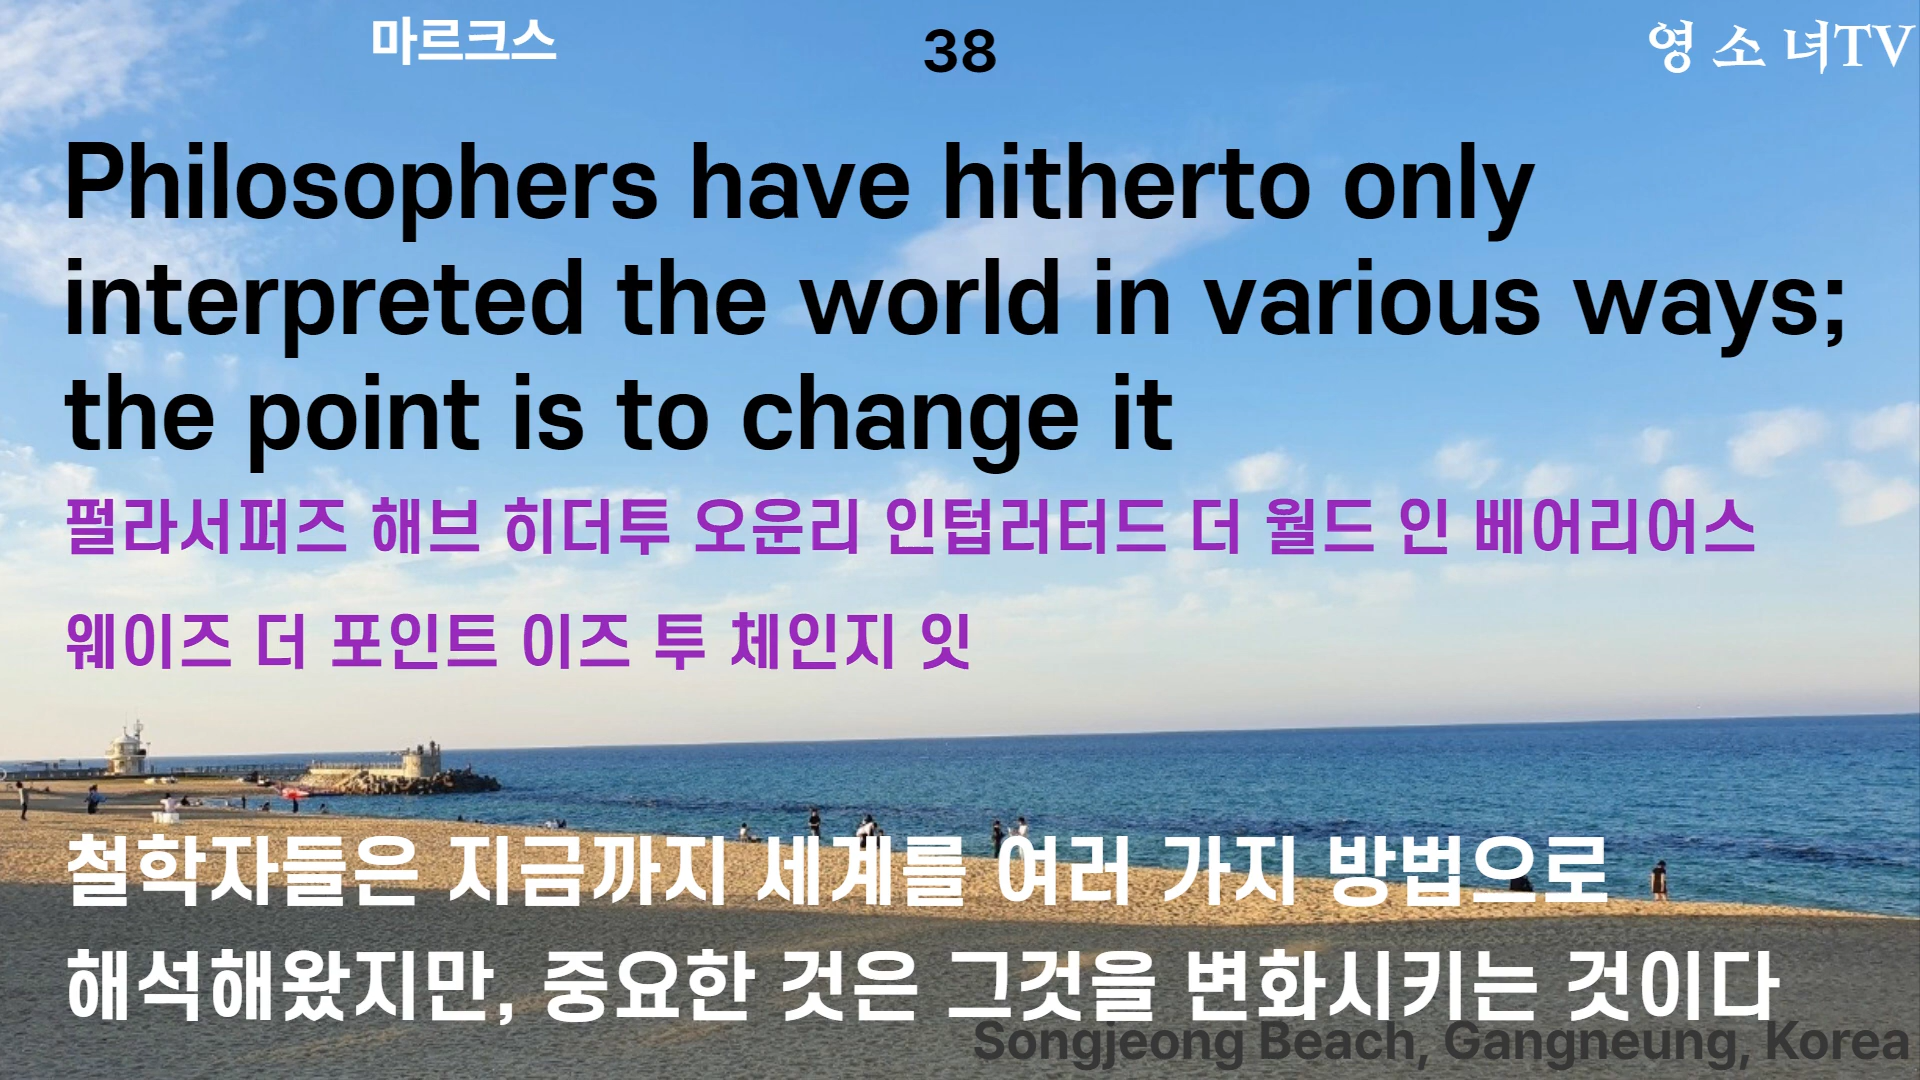 마르크스
38
영 소 녀TV
Philosophers have hitherto only
interpreted the world in various ways;
the point is to change it
펄라서퍼즈 해브 히더투 오운리 인텁러터드 더 월드 인 베어리어스
웨이즈 더 포인트 이즈 투 체인지 잇
철학자들은 지금까지 세계를 여러 가지 방법으로
해석해왔지만, 중요한 것은 그것을 변화시키는 것이다
Songjeong Beach, Gangneung, Korea